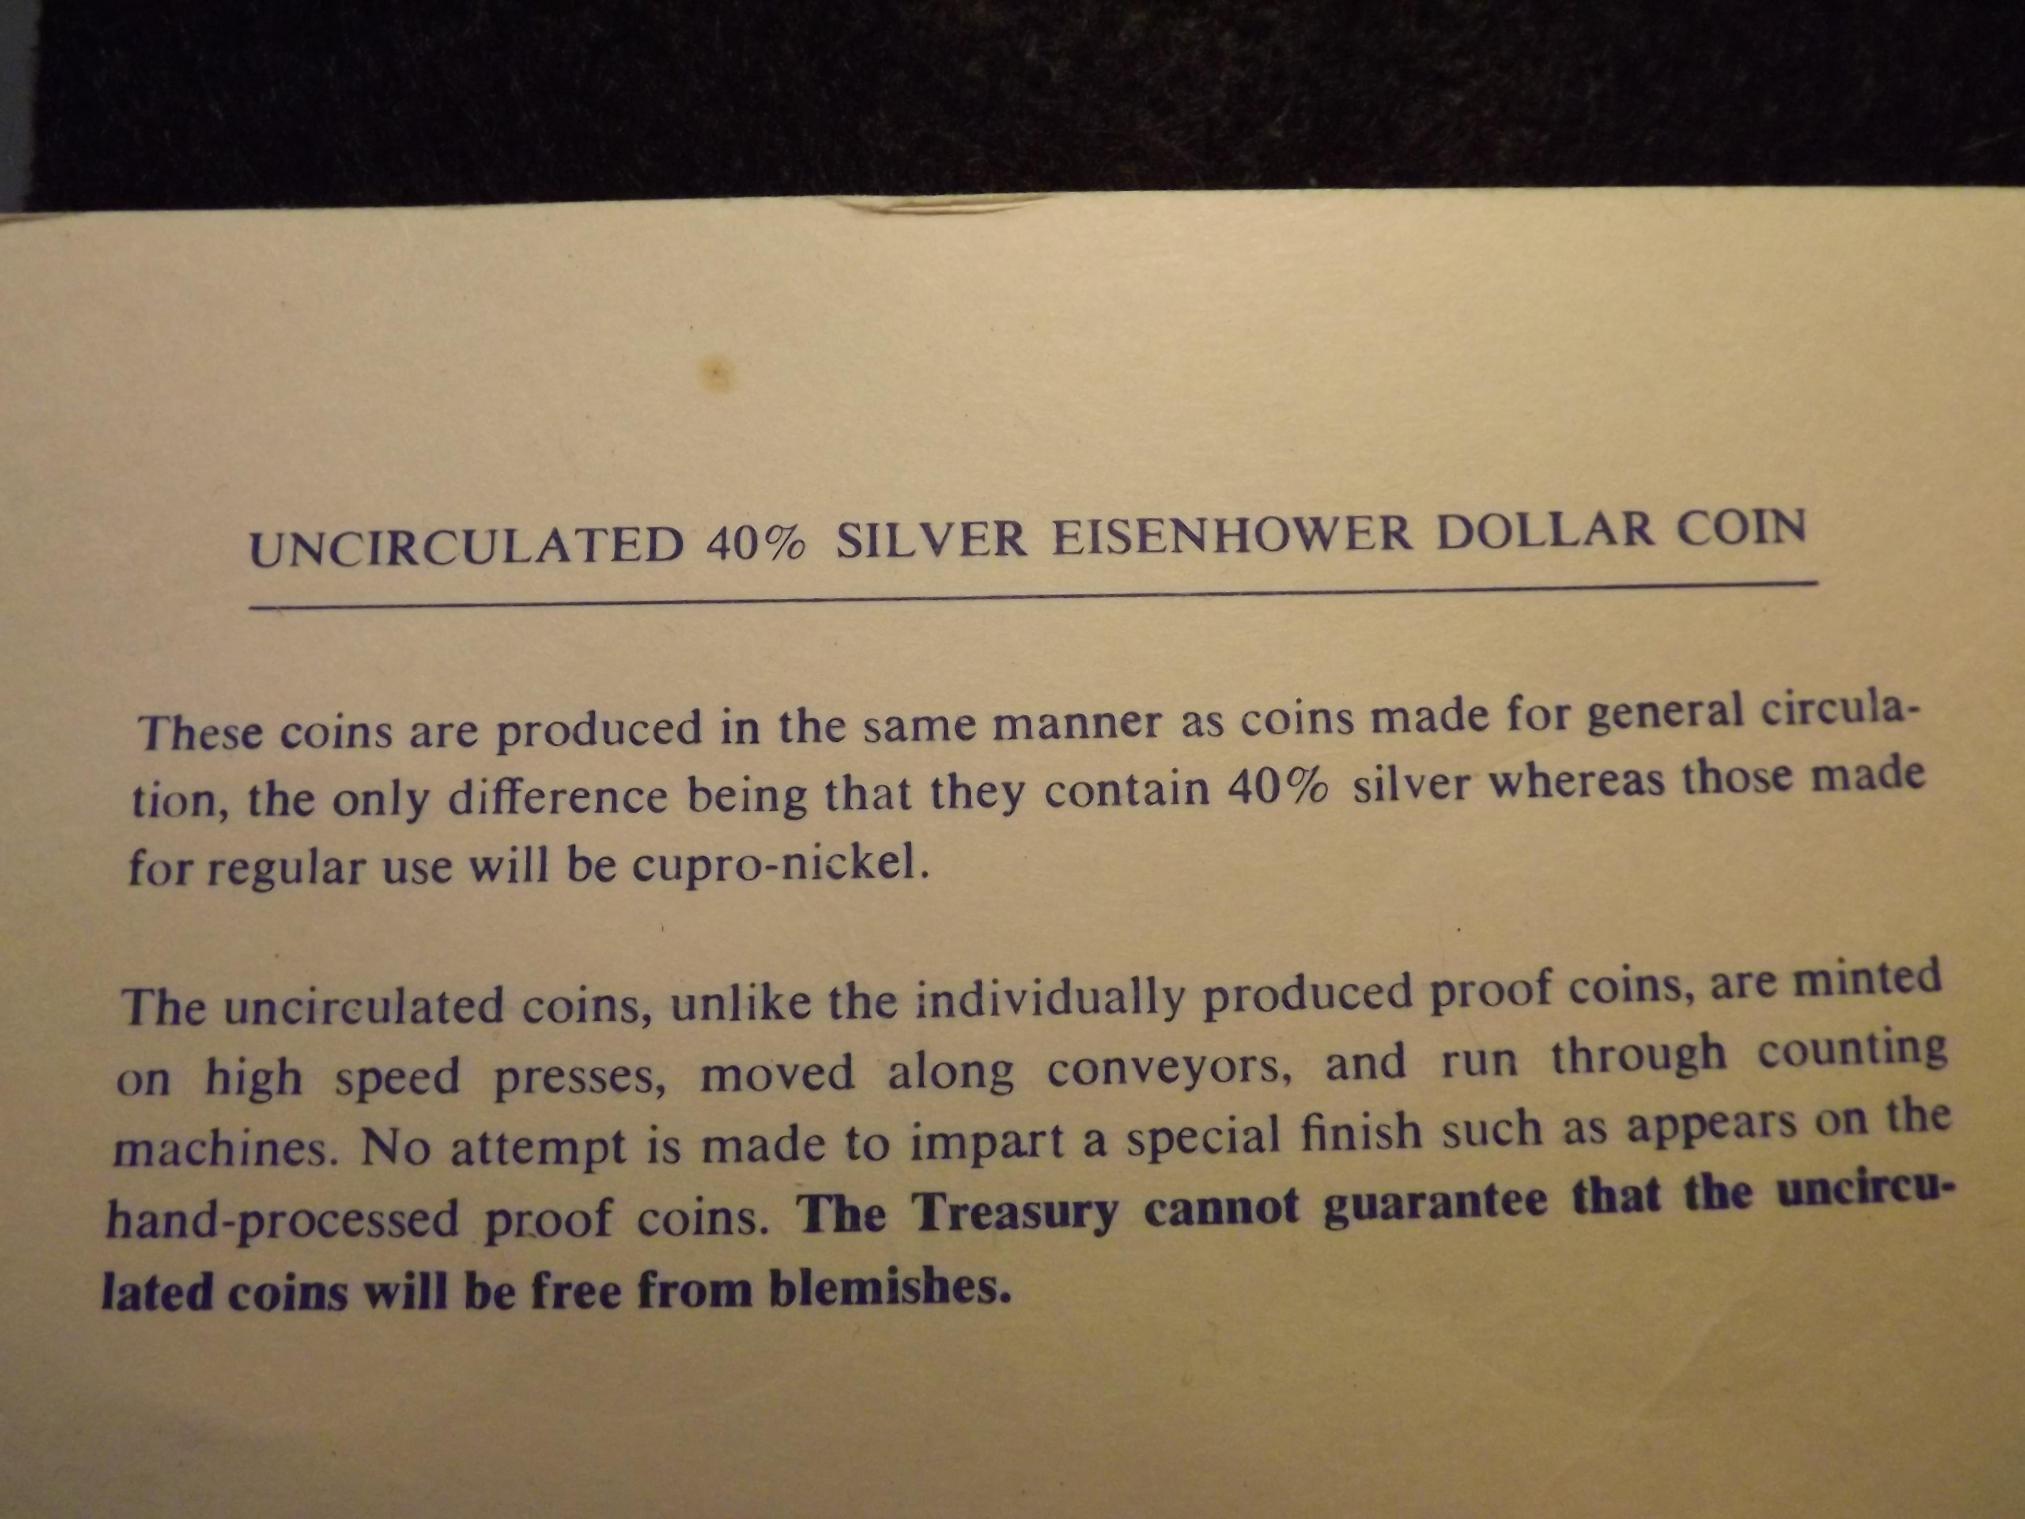 UNCIRCULATED 40% SILVER EISENHOWER DOLLAR COIN
These coins are produced in the same manner as coins made for general circula-
tion, the only difference being that they contain 40% silver whereas those made
for regular use will be cupro-nickel.
The uncirculated coins, unlike the individually produced proof coins, are minted
on high speed presses, moved along conveyors, and run through counting
machines. No attempt is made to impart a special finish such as appears on the
hand-processed proof coins. The Treasury cannot guarantee that the uncircu-
lated coins will be free from blemishes.